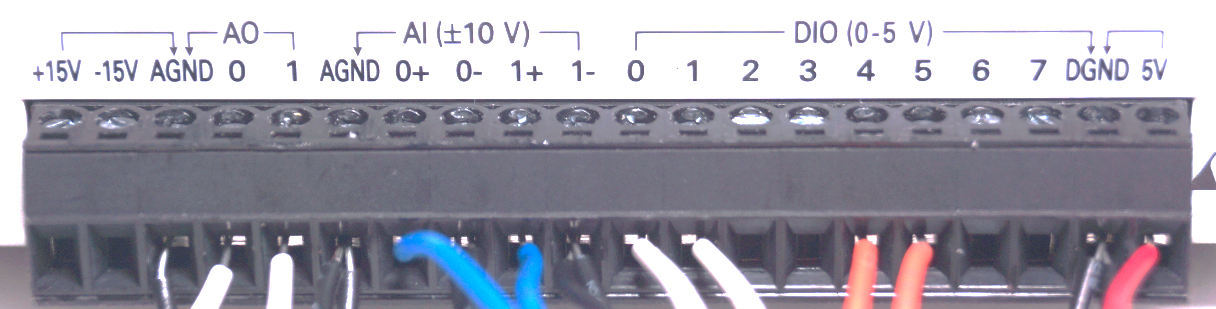 AO AI (±10 V) DIO (0-5 V)
+15V -15V AGND 0 1 AGND 0+ 0- 1+ 1- 0 1 2 3 4 5 6 7 DGND 5V